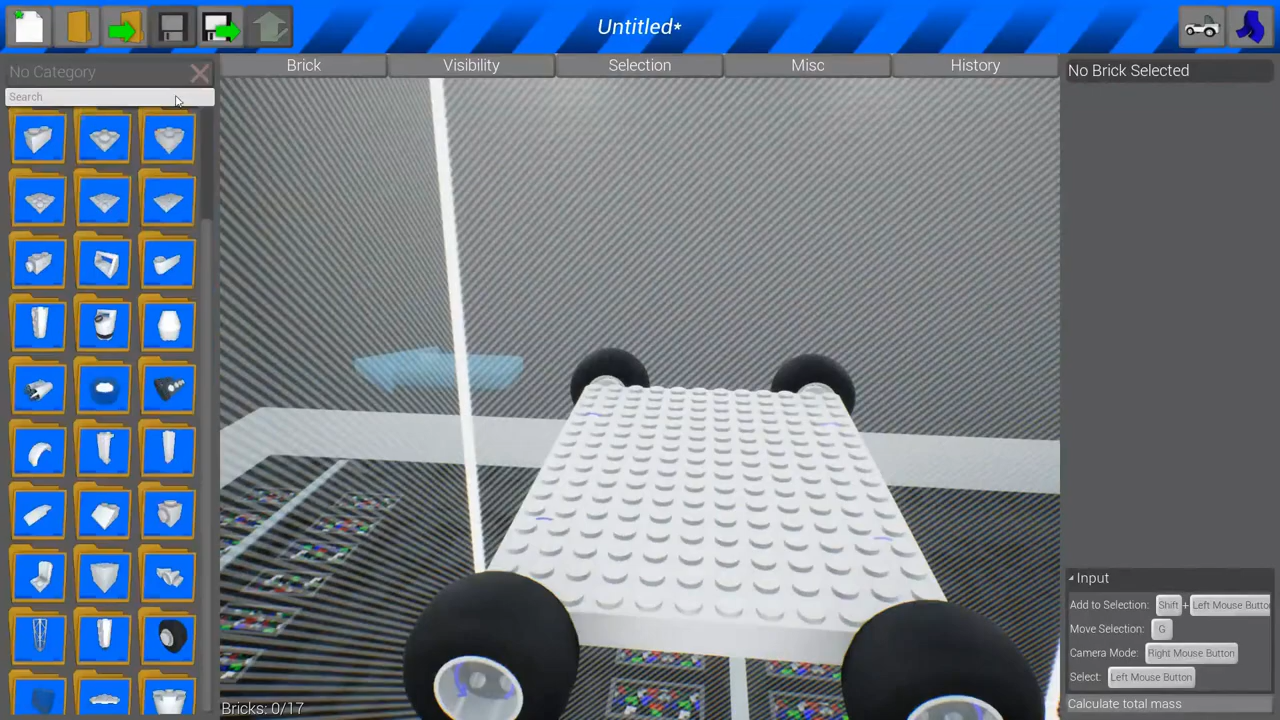 Untitled*
No Category
Search
Brick
Visibility
Selection
Misc
History
No Brick Selected
Input
Add to Selection: Shift + Left Mouse Butto
Move Selection: G
Camera Mode: Right Mouse Button
Select: Left Mouse Button
Calculate total mass
Bricks: 0/17